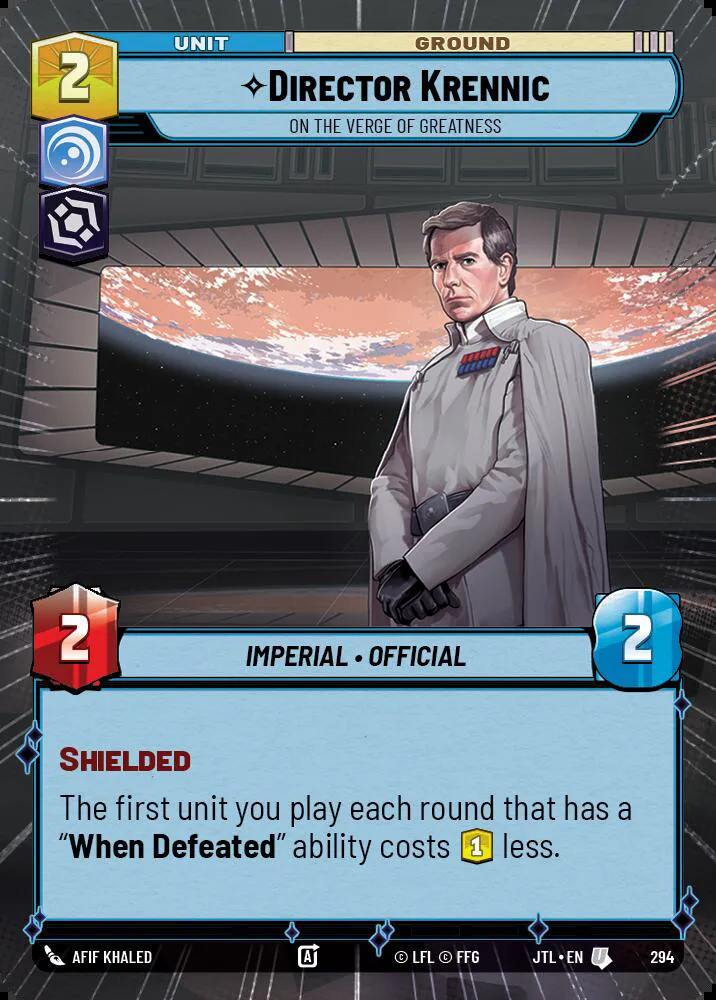 UNIT
GROUND
2
DIRECTOR KRENNIC
ON THE VERGE OF GREATNESS
2
IMPERIAL • OFFICIAL
2
SHIELDED
The first unit you play each round that has a
“When Defeated” ability costs 1 less.
AFIF KHALED
A
© LFL © FFG
JTL • EN
U
294